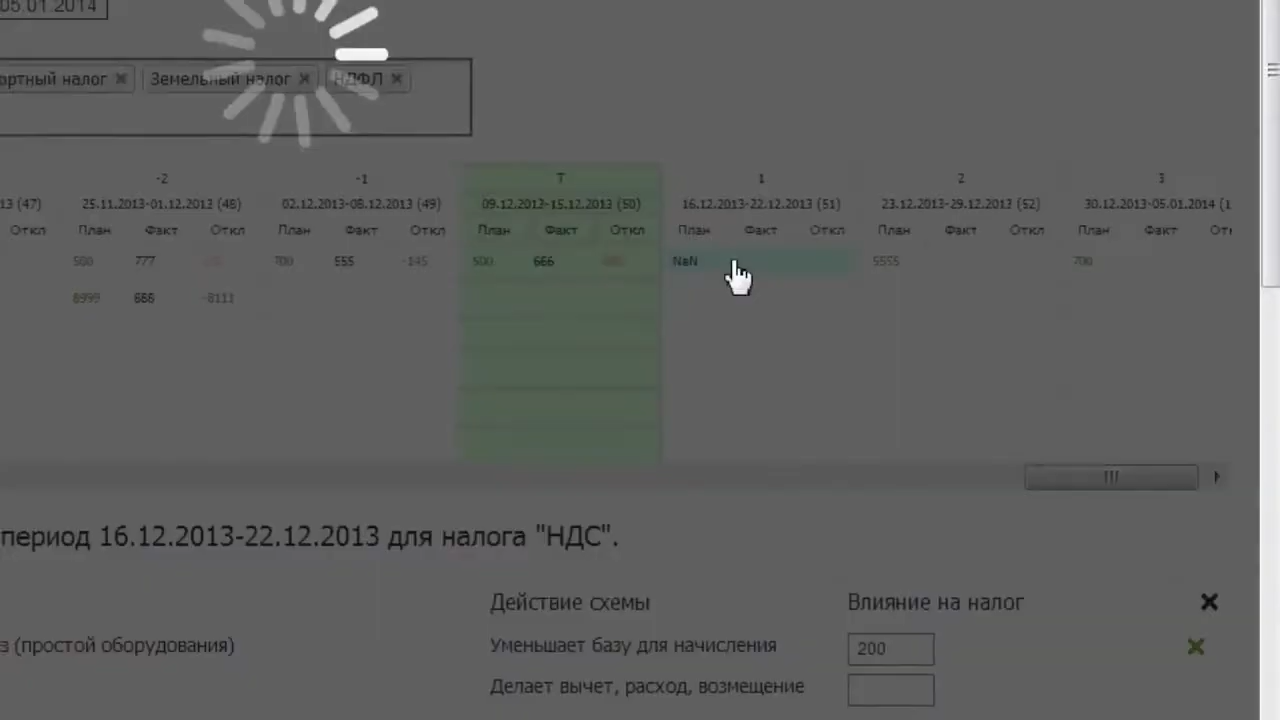 05.01.2014
ортный налог × Земельный налог × НДФЛ ×
-2 -1 T 1 2 3
13 (47) 25.11.2013-01.12.2013 (48) 02.12.2013-08.12.2013 (49) 09.12.2013-15.12.2013 (50) 16.12.2013-22.12.2013 (51) 23.12.2013-29.12.2013 (52) 30.12.2013-05.01.2014 (1
Откл План Факт Откл План Факт Откл План Факт Откл План Факт Откл План Факт Откл План Факт От
500 777 700 555 -145 500 666 NaN 5555 700
8999 666 -8111
период 16.12.2013-22.12.2013 для налога "НДС".
Действие схемы Влияние на налог
з (простой оборудования) Уменьшает базу для начисления 200
Делает вычет, расход, возмещение